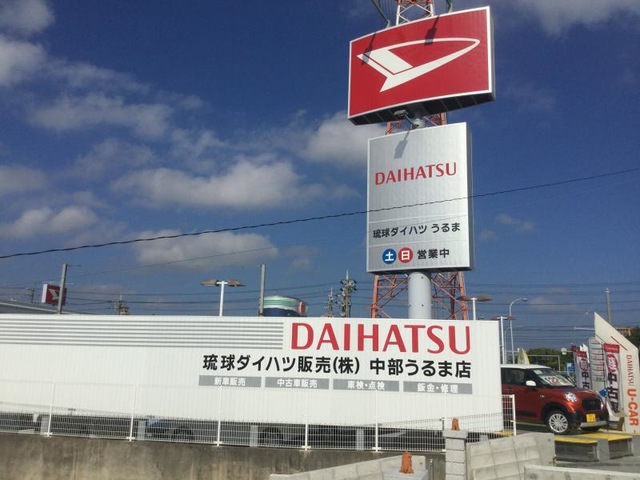 DAIHATSU
琉球ダイハツ うるま
土 日 営業中
DAIHATSU
琉球ダイハツ販売(株) 中部うるま店
新車販売 中古車販売 車検・点検 鈑金・修理
DAIHATSU U-CAR